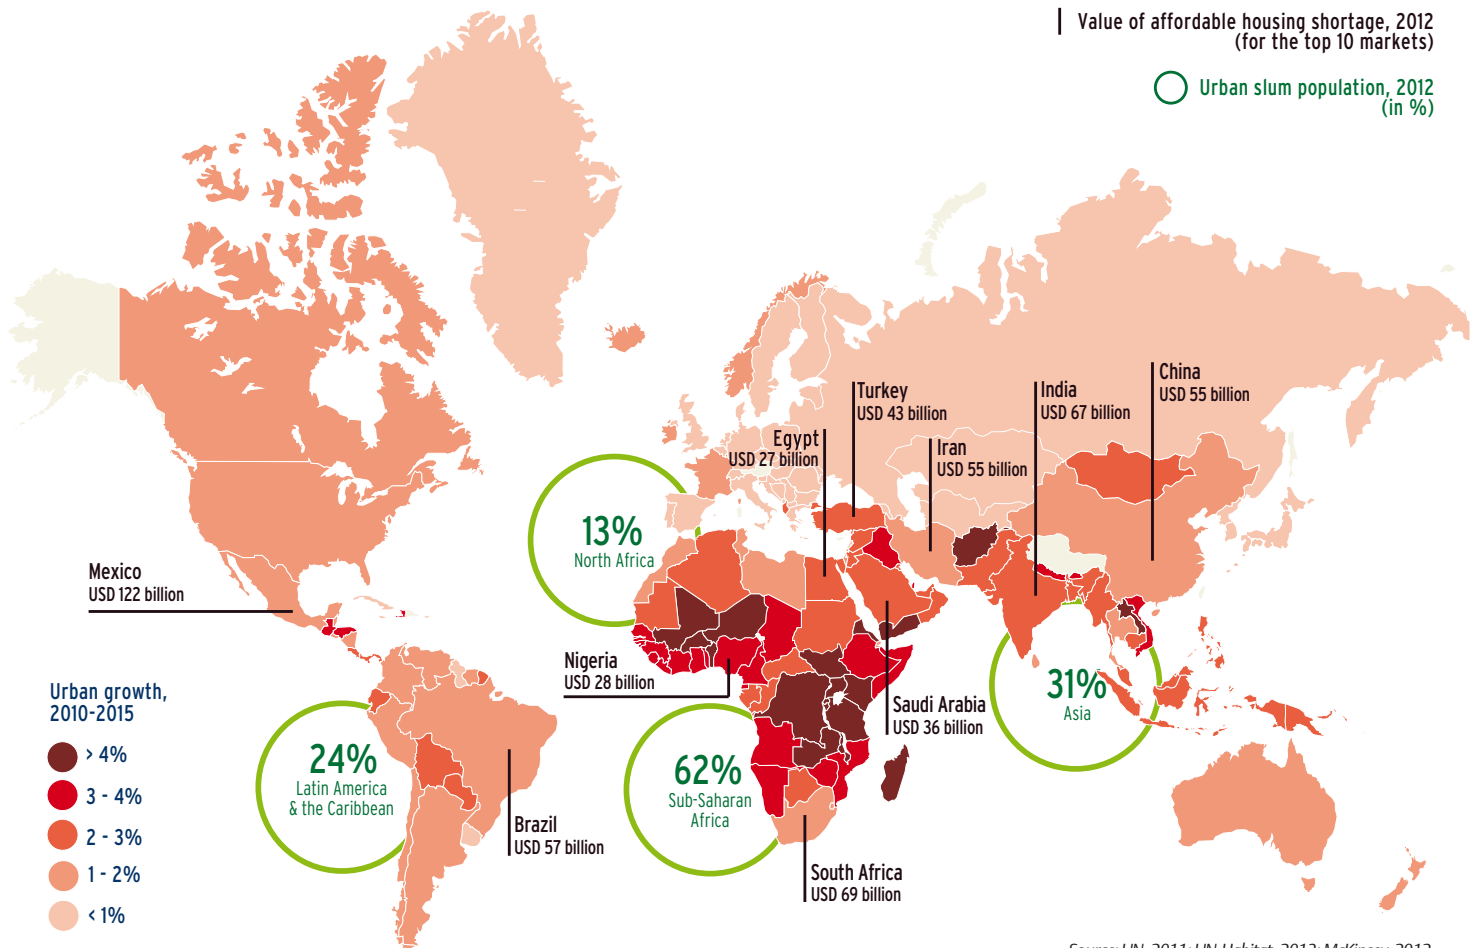 Value of affordable housing shortage, 2012
(for the top 10 markets)
Urban slum population, 2012
(in %)
China
USD 55 billion
Turkey
USD 43 billion
India
USD 67 billion
Egypt
USD 27 billion
Iran
USD 55 billion
13%
North Africa
Mexico
USD 122 billion
Nigeria
USD 28 billion
31%
Asia
Saudi Arabia
USD 36 billion
Urban growth,
2010-2015
> 4%
3 - 4%
2 - 3%
1 - 2%
< 1%
24%
Latin America
& the Caribbean
62%
Sub-Saharan
Africa
Brazil
USD 57 billion
South Africa
USD 69 billion